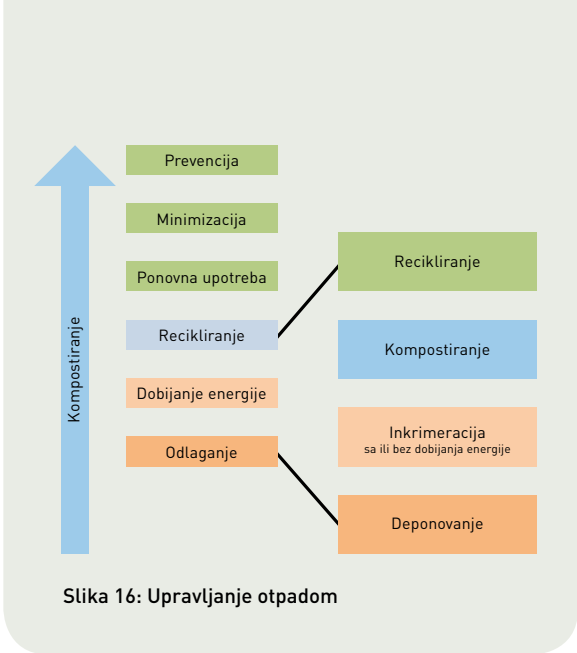 Kompostiranje
Prevencija
Minimizacija
Ponovna upotreba
Recikliranje
Dobijanje energije
Odlaganje
Recikliranje
Kompostiranje
Inkrimeracija
sa ili bez dobijanja energije
Deponovanje
Slika 16: Upravljanje otpadom